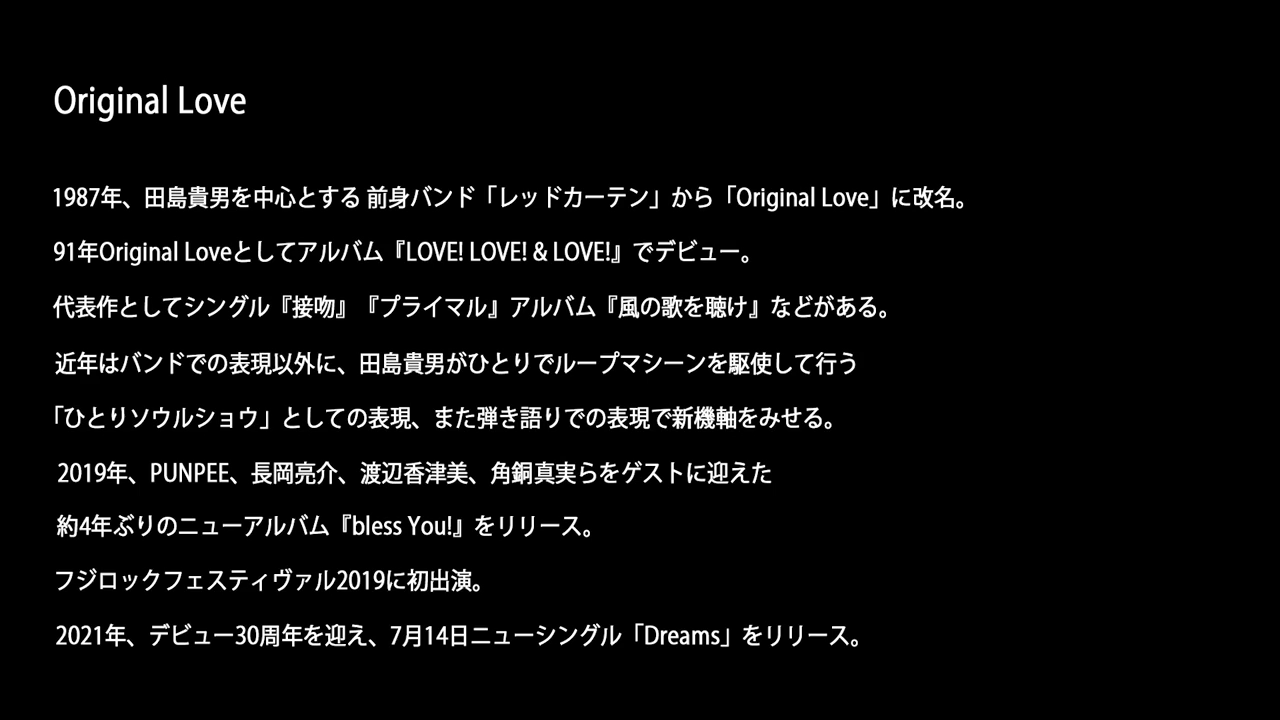 Original Love
1987年、田島貴男を中心とする 前身バンド「レッドカーテン」から「Original Love」に改名。
91年Original Loveとしてアルバム『LOVE! LOVE! & LOVE!』でデビュー。
代表作としてシングル『接吻』『プライマル』アルバム『風の歌を聴け』などがある。
近年はバンドでの表現以外に、田島貴男がひとりでループマシーンを駆使して行う
「ひとりソウルショウ」としての表現、また弾き語りでの表現で新機軸をみせる。
2019年、PUNPEE、長岡亮介、渡辺香津美、角銅真実らをゲストに迎えた
約4年ぶりのニューアルバム『bless You!』をリリース。
フジロックフェスティヴァル2019に初出演。
2021年、デビュー30周年を迎え、7月14日ニューシングル「Dreams」をリリース。